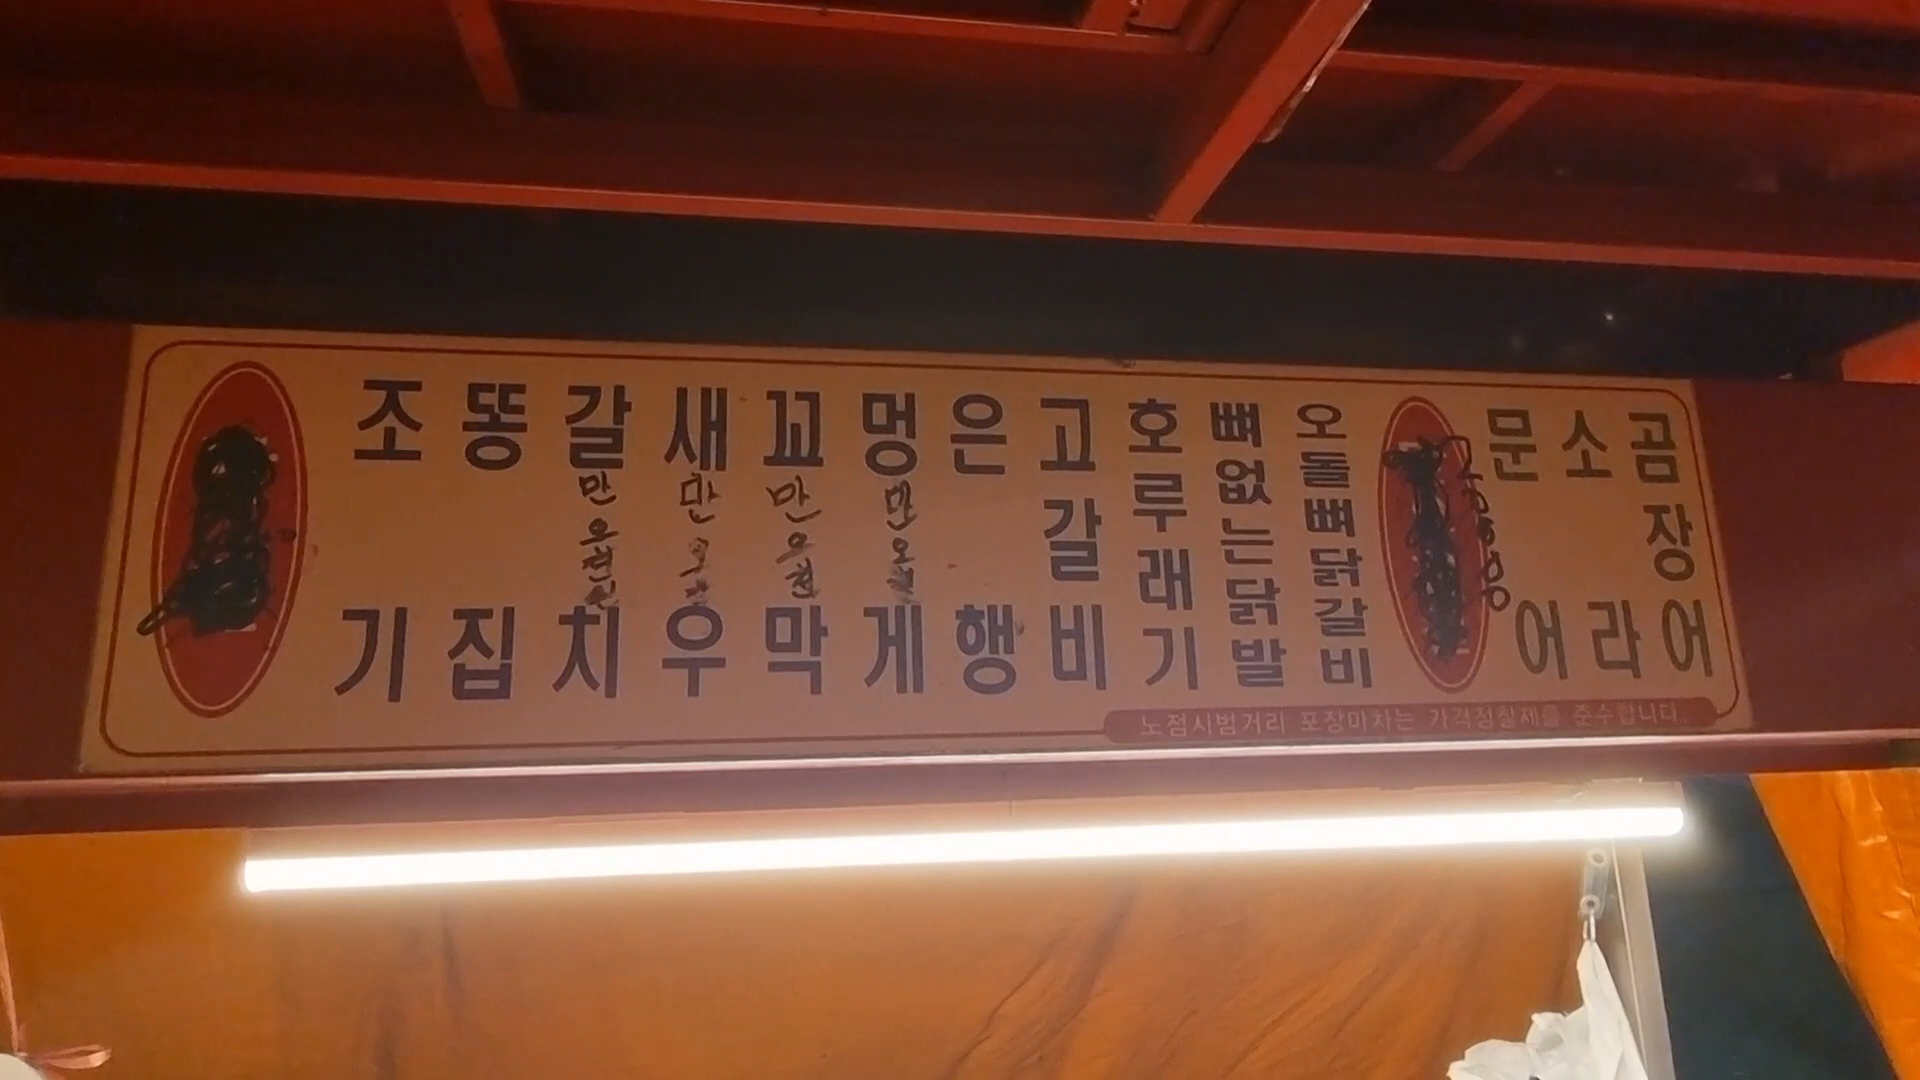 조기
똥집
갈치
만 오천원
새우
만 오천
꼬막
만 오천
멍게
만 오천
은행
고갈비
호루래기
뼈없는닭발
오돌뼈닭갈비
20000
문어
소라
곰장어
노점시범거리 포장마차는 가격정찰제를 준수합니다.